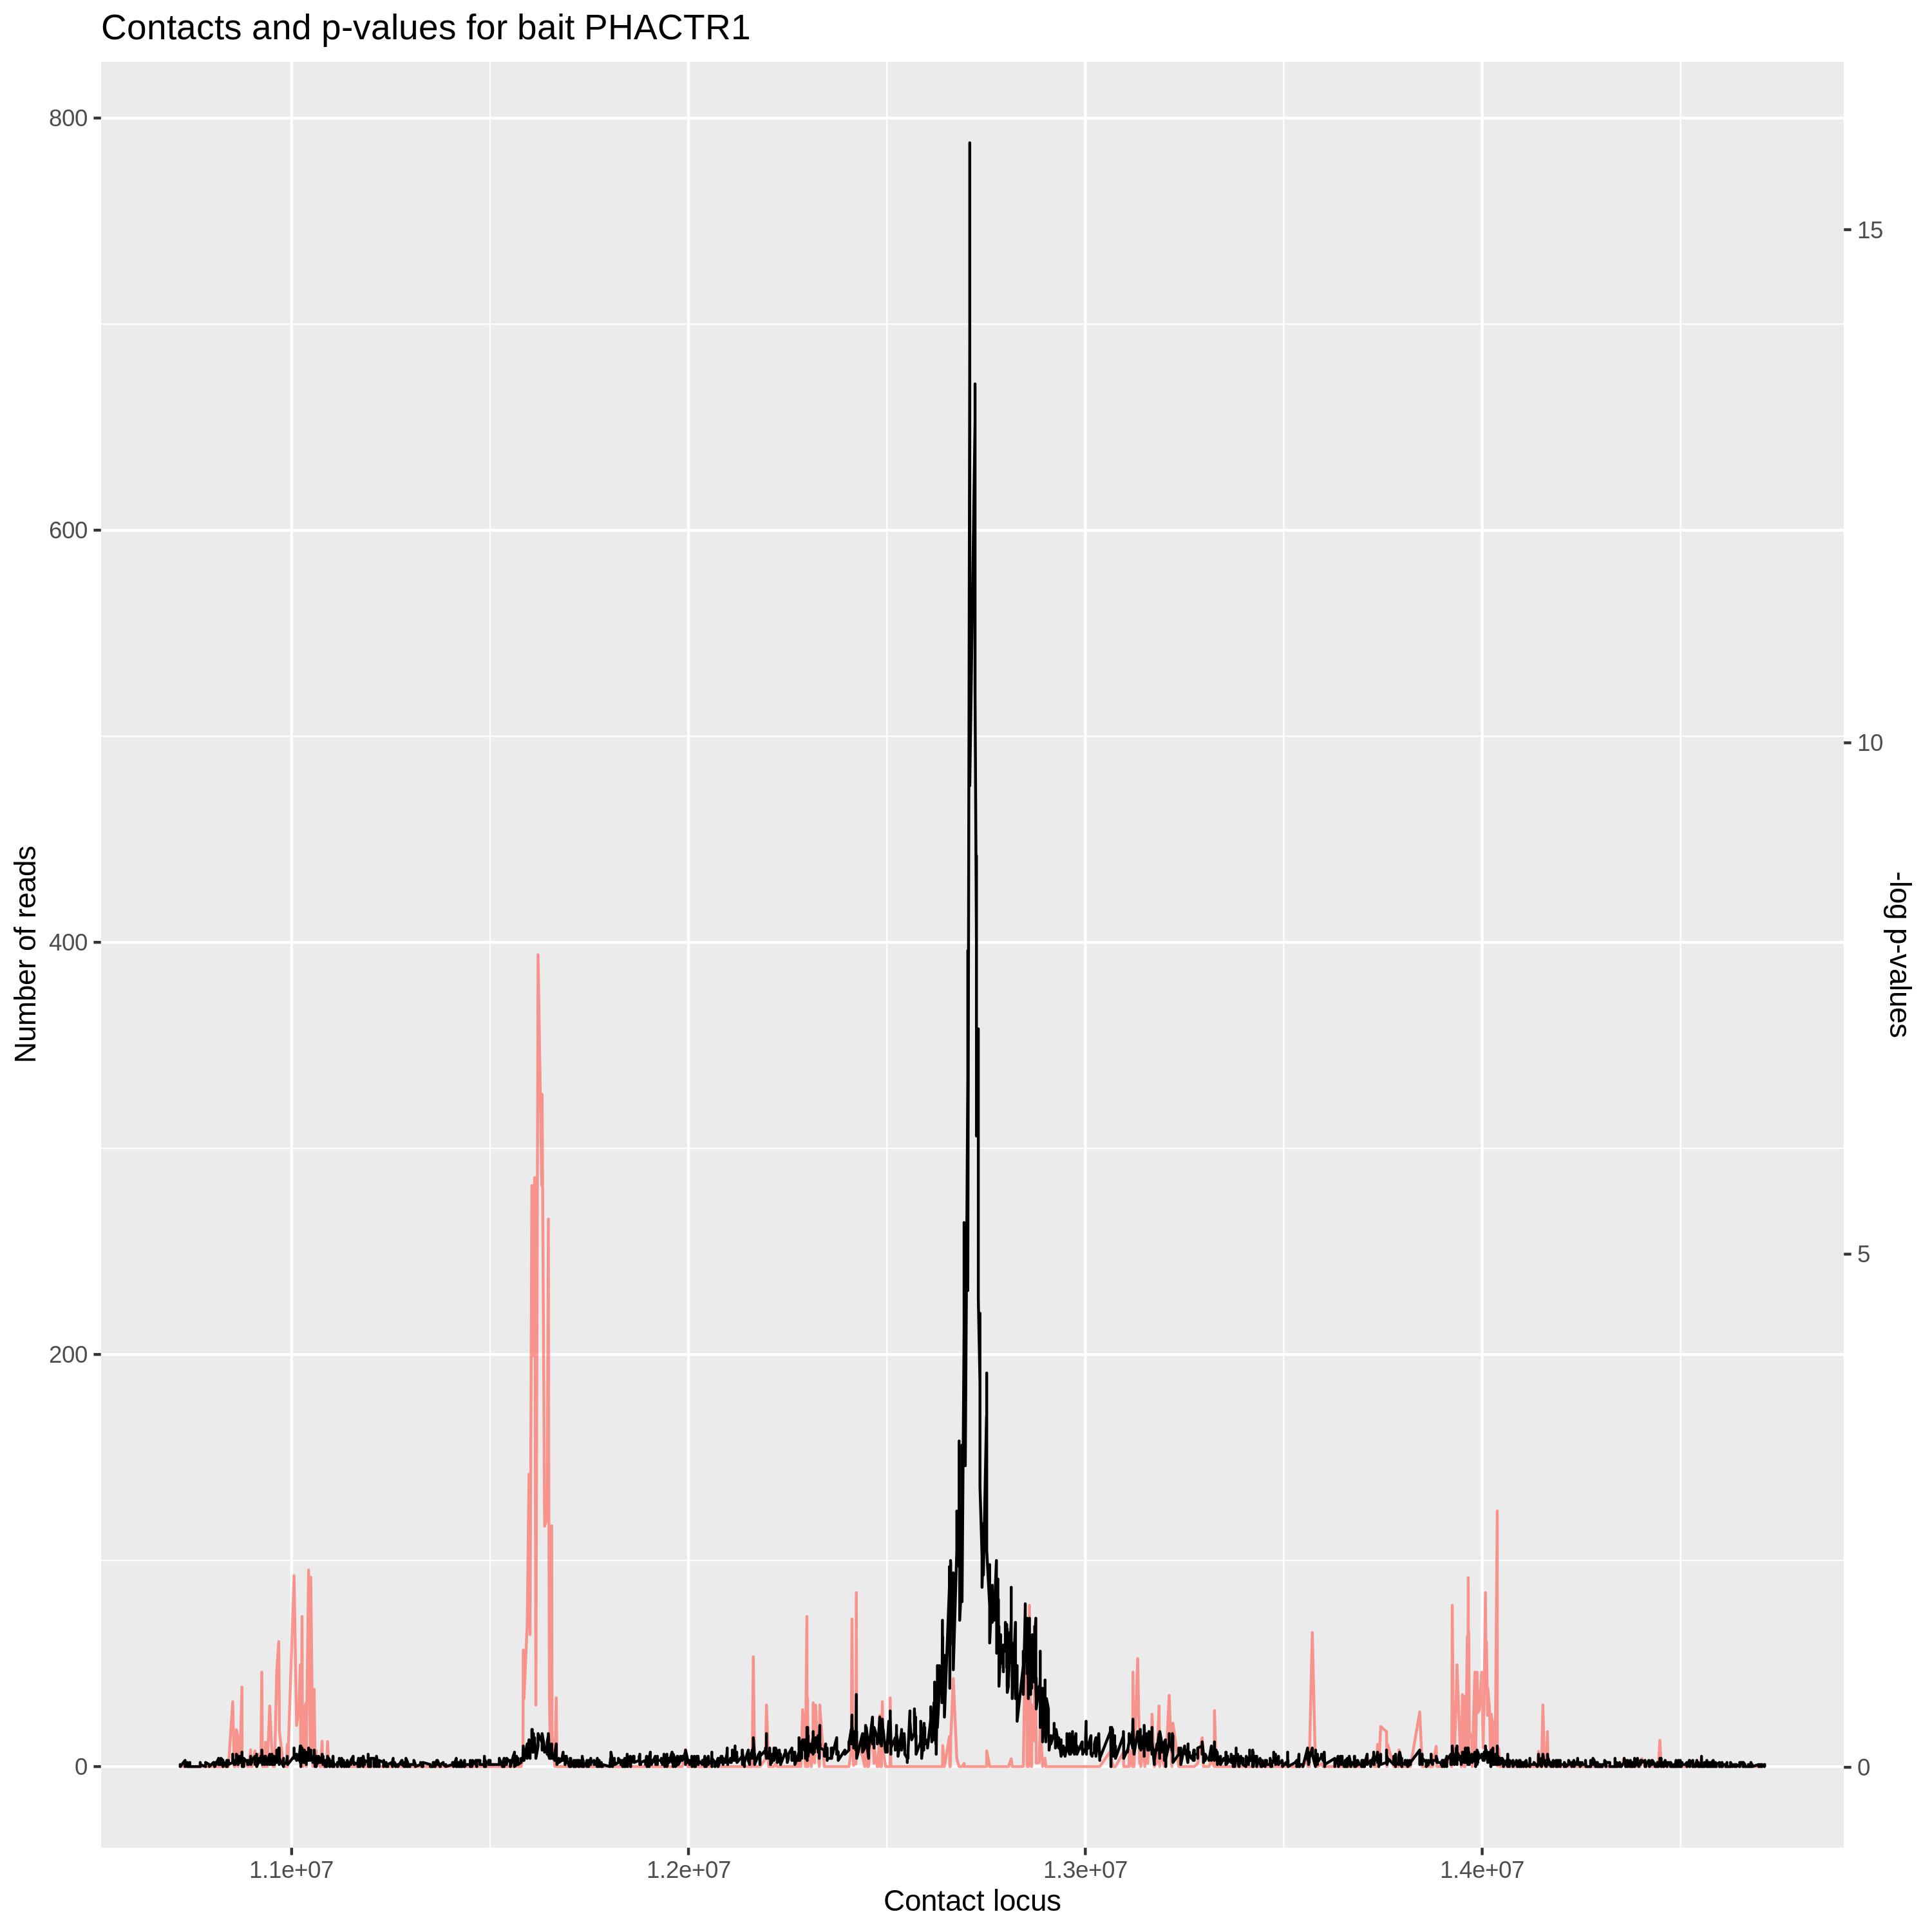 Contacts and p-values for bait PHACTR1
800
600
400
200
0
Number of reads
15
10
5
0
-log p-values
1.1e+07
1.2e+07
1.3e+07
1.4e+07
Contact locus